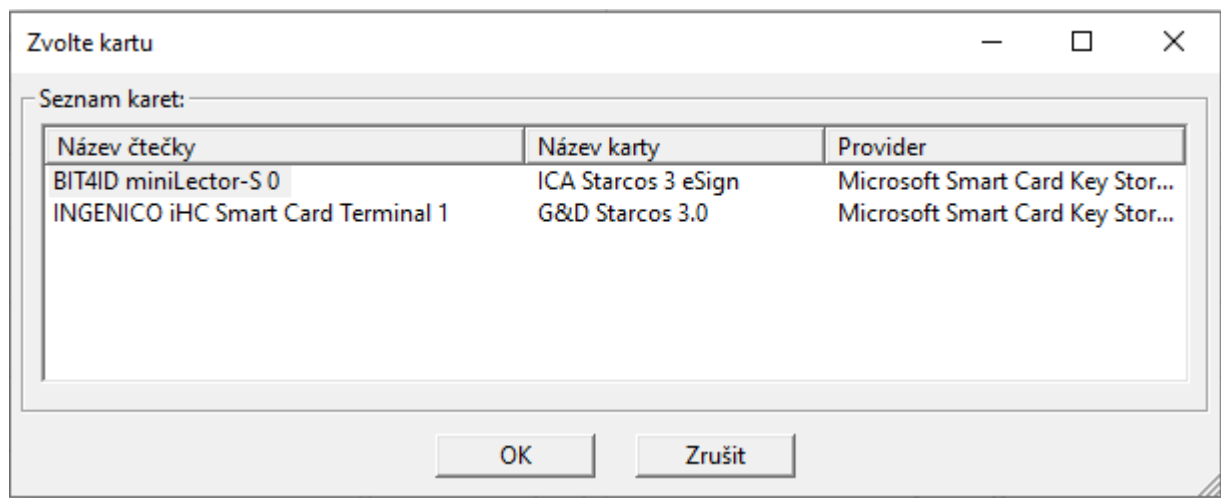 Zvolte kartu
Seznam karet:
Název čtečky Název karty Provider
BIT4ID miniLector-S 0 ICA Starcos 3 eSign Microsoft Smart Card Key Stor...
INGENICO iHC Smart Card Terminal 1 G&D Starcos 3.0 Microsoft Smart Card Key Stor...
OK Zrušit